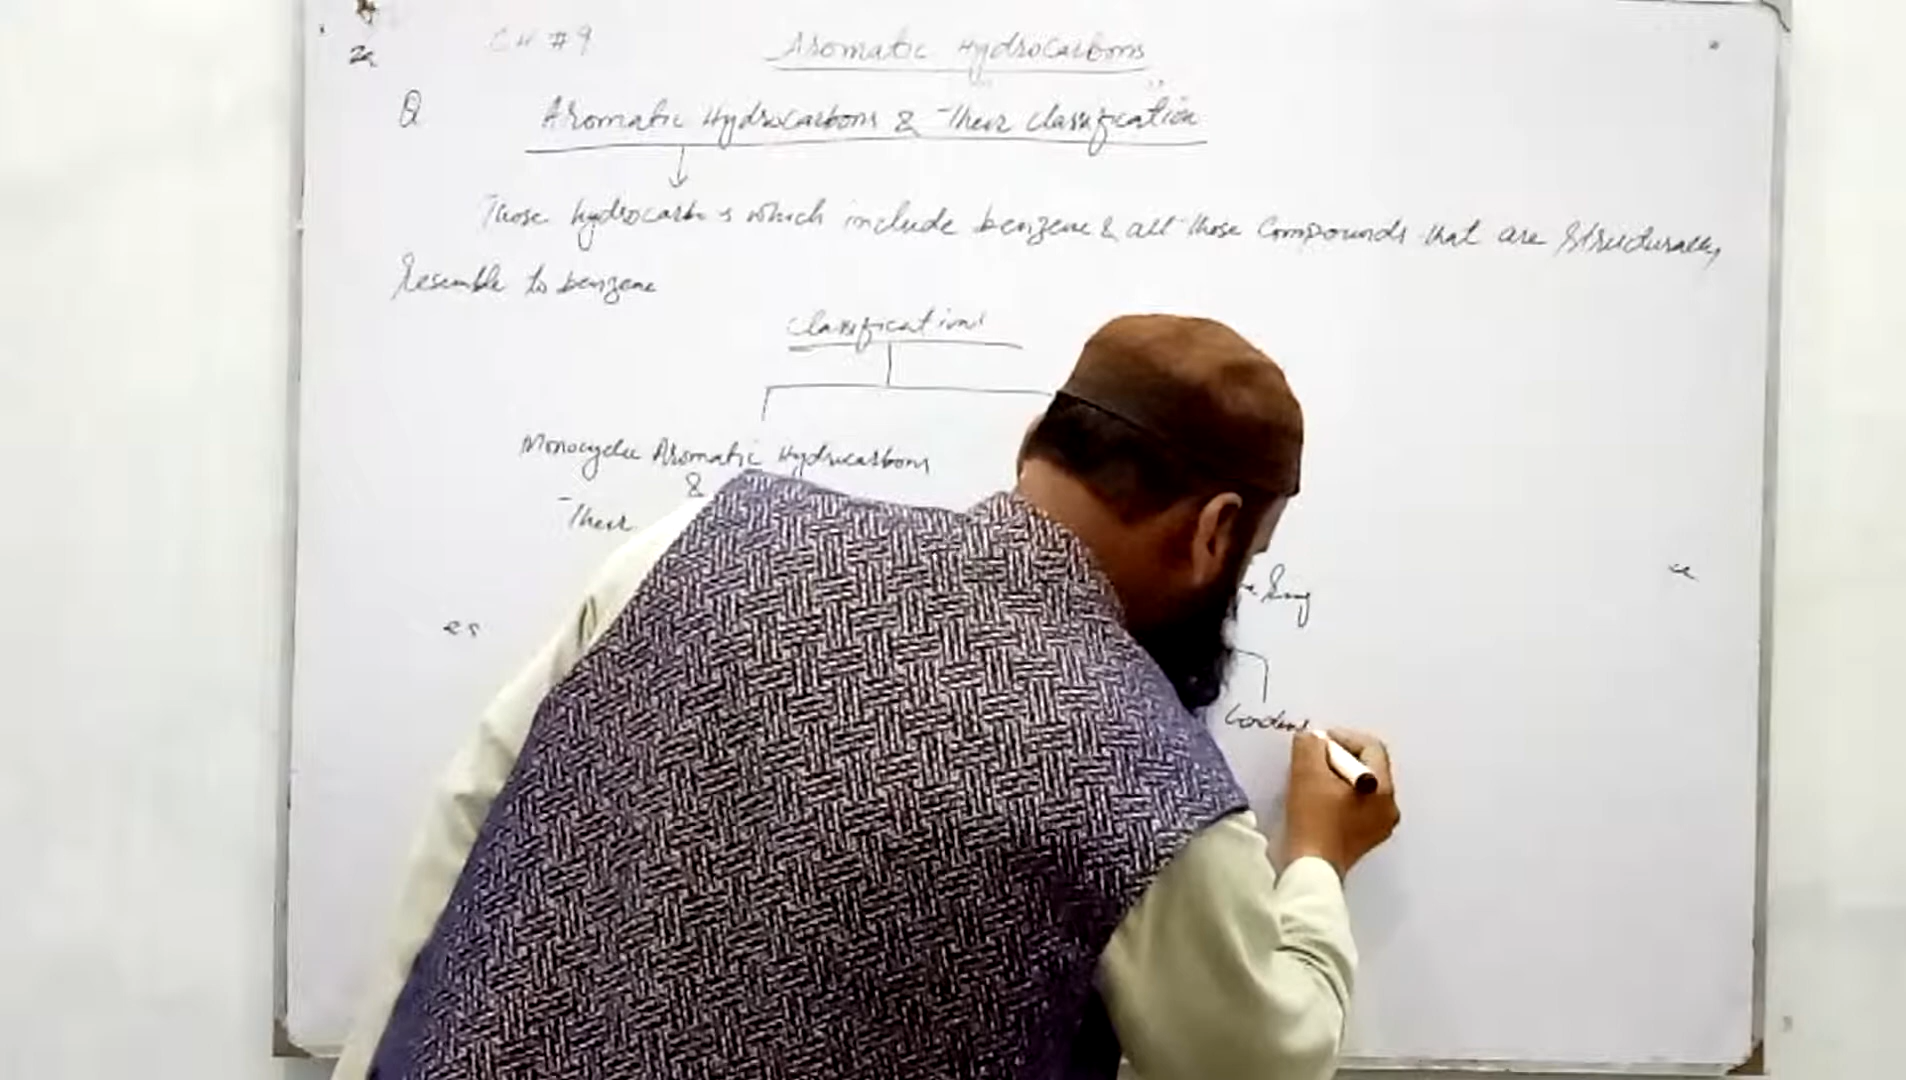 CH #9
Aromatic Hydrocarbons
Q Aromatic Hydrocarbons & Their Classification
Those hydrocarbons which include benzene & all those Compounds that are Structurally
Resemble to benzene
Classification
Monocyclic Aromatic Hydrocarbons
&
Their
Ring